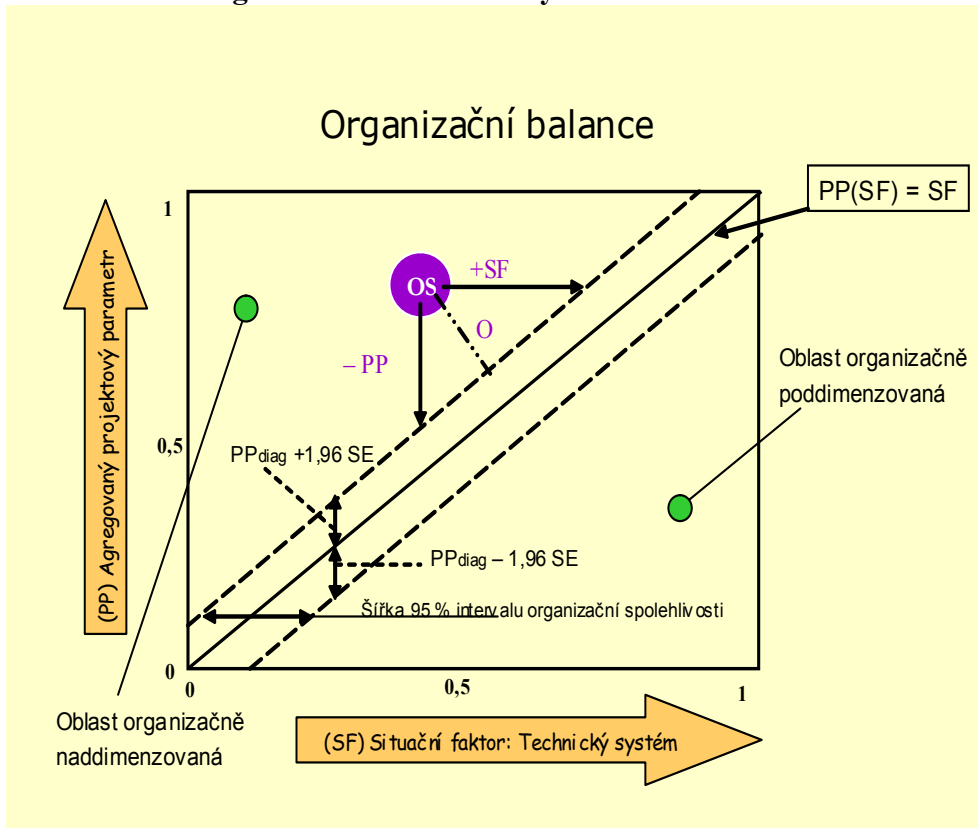 Organizační balance
PP(SF) = SF
1
(PP) Agregovaný projektový parametr
OS
+SF
O
– PP
Oblast organizačně
poddimenzovaná
0,5
PPdiag +1,96 SE
PPdiag – 1,96 SE
Šířka 95 % intervalu organizační spolehlivosti
0
0
0,5
1
Oblast organizačně
naddimenzovaná
(SF) Situační faktor: Technický systém